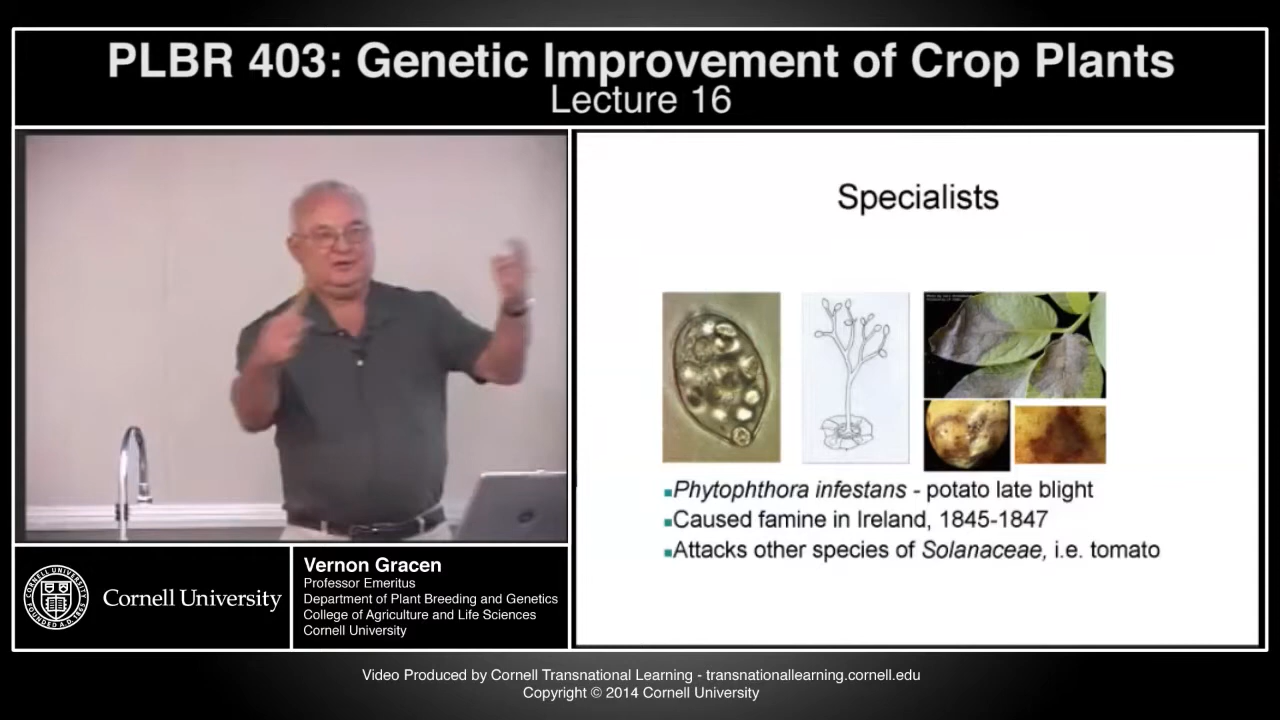 PLBR 403: Genetic Improvement of Crop Plants
Lecture 16
Specialists
■Phytophthora infestans - potato late blight
■Caused famine in Ireland, 1845-1847
■Attacks other species of Solanaceae, i.e. tomato
Cornell University
Vernon Gracen
Professor Emeritus
Department of Plant Breeding and Genetics
College of Agriculture and Life Sciences
Cornell University
Video Produced by Cornell Transnational Learning - transnationallearning.cornell.edu
Copyright © 2014 Cornell University